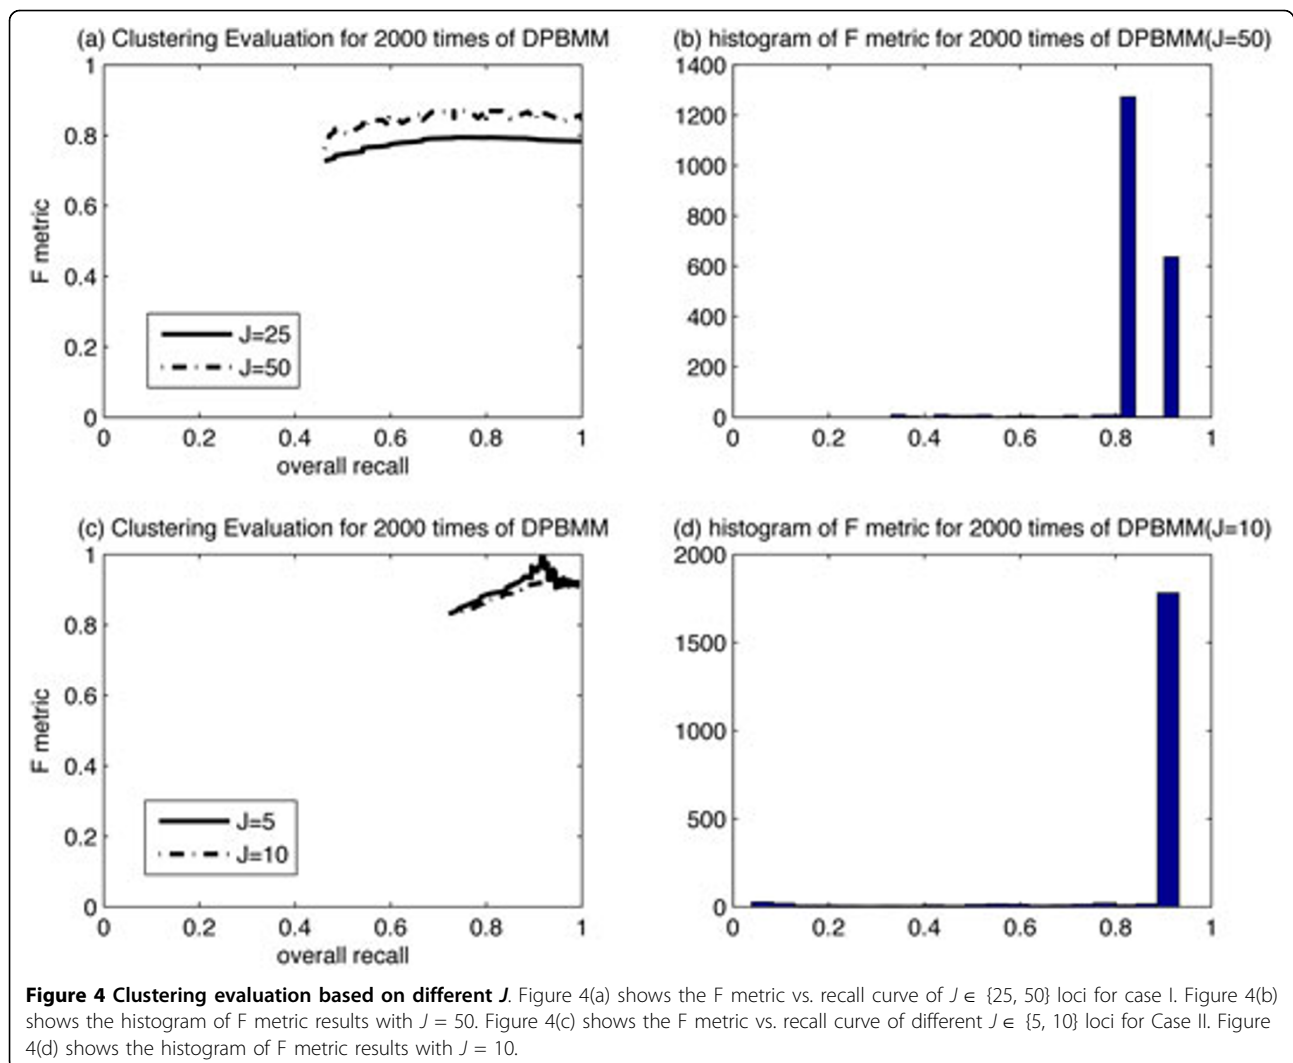 (a) Clustering Evaluation for 2000 times of DPBMM
1
0.8
0.6
0.4
0.2
0
F metric
J=25
J=50
0 0.2 0.4 0.6 0.8 1
overall recall
(b) histogram of F metric for 2000 times of DPBMM(J=50)
1400
1200
1000
800
600
400
200
0
0 0.2 0.4 0.6 0.8 1
(c) Clustering Evaluation for 2000 times of DPBMM
1
0.8
0.6
0.4
0.2
0
F metric
J=5
J=10
0 0.2 0.4 0.6 0.8 1
overall recall
(d) histogram of F metric for 2000 times of DPBMM(J=10)
2000
1500
1000
500
0
0 0.2 0.4 0.6 0.8 1
Figure 4 Clustering evaluation based on different J. Figure 4(a) shows the F metric vs. recall curve of J ∈ {25, 50} loci for case I. Figure 4(b)
shows the histogram of F metric results with J = 50. Figure 4(c) shows the F metric vs. recall curve of different J ∈ {5, 10} loci for Case II. Figure
4(d) shows the histogram of F metric results with J = 10.